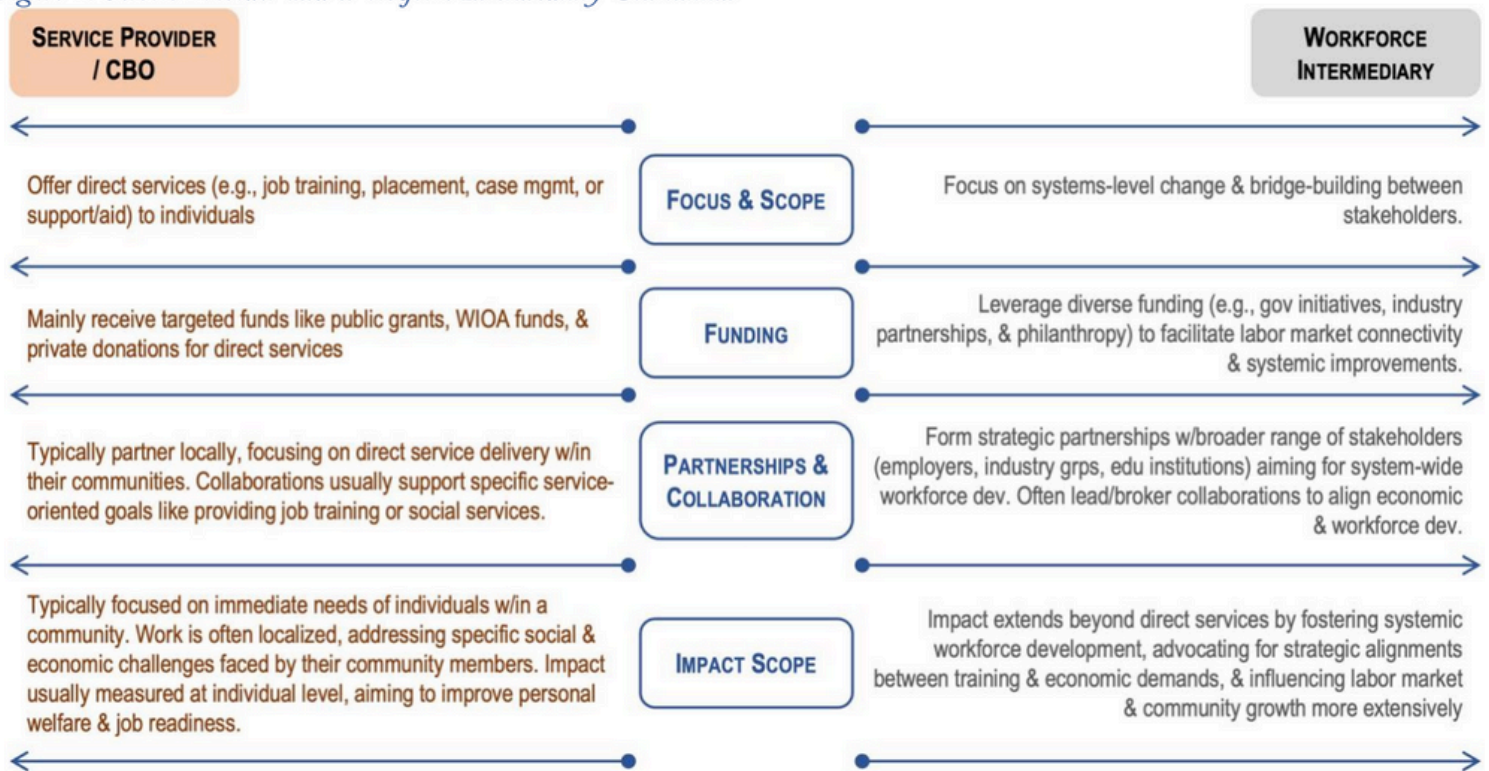 SERVICE PROVIDER
/ CBO
WORKFORCE
INTERMEDIARY
Offer direct services (e.g., job training, placement, case mgmt, or
support/aid) to individuals
FOCUS & SCOPE
Focus on systems-level change & bridge-building between
stakeholders.
Mainly receive targeted funds like public grants, WIOA funds, &
private donations for direct services
FUNDING
Leverage diverse funding (e.g., gov initiatives, industry
partnerships, & philanthropy) to facilitate labor market connectivity
& systemic improvements.
Typically partner locally, focusing on direct service delivery w/in
their communities. Collaborations usually support specific service-
oriented goals like providing job training or social services.
PARTNERSHIPS &
COLLABORATION
Form strategic partnerships w/broader range of stakeholders
(employers, industry grps, edu institutions) aiming for system-wide
workforce dev. Often lead/broker collaborations to align economic
& workforce dev.
Typically focused on immediate needs of individuals w/in a
community. Work is often localized, addressing specific social &
economic challenges faced by their community members. Impact
usually measured at individual level, aiming to improve personal
welfare & job readiness.
IMPACT SCOPE
Impact extends beyond direct services by fostering systemic
workforce development, advocating for strategic alignments
between training & economic demands, & influencing labor market
& community growth more extensively